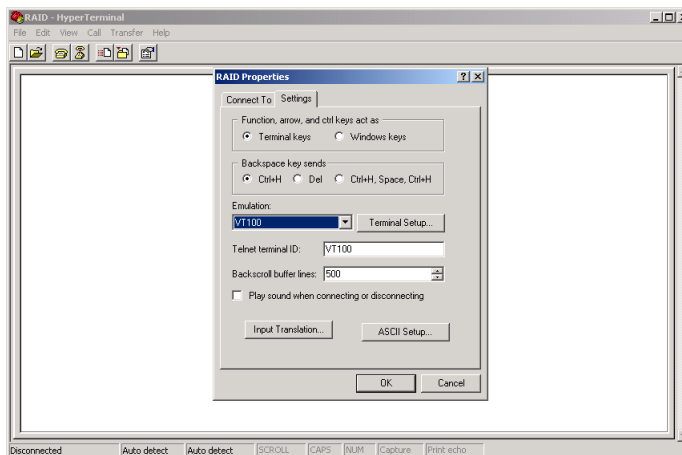 RAID - HyperTerminal
File Edit View Call Transfer Help
RAID Properties
Connect To Settings
Function, arrow, and ctrl keys act as
Terminal keys Windows keys
Backspace key sends
Ctrl+H Del Ctrl+H, Space, Ctrl+H
Emulation:
VT100 Terminal Setup...
Telnet terminal ID: VT100
Backscroll buffer lines: 500
Play sound when connecting or disconnecting
Input Translation... ASCII Setup...
OK Cancel
Disconnected Auto detect Auto detect SCROLL CAPS NUM Capture Print echo